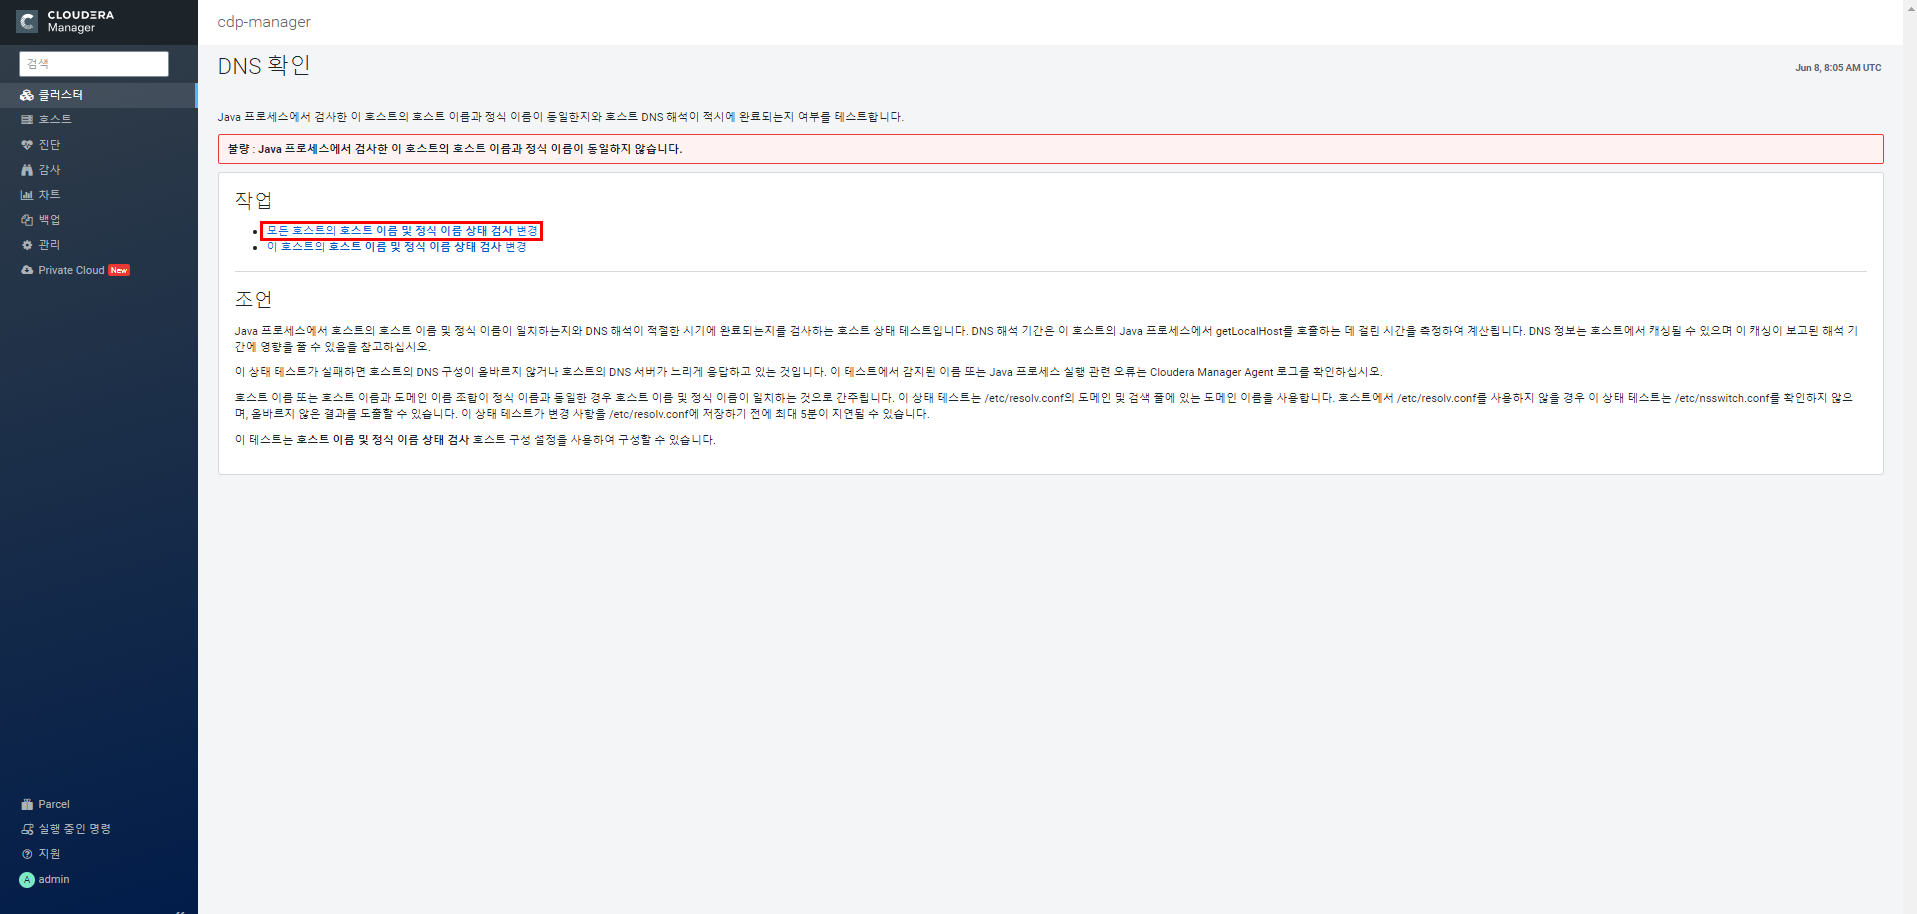 CLOUDERA
Manager
cdp-manager
검색
클러스터
호스트
진단
감사
차트
백업
관리
Private Cloud New
Parcel
실행 중인 명령
지원
A admin
DNS 확인
Jun 8, 8:05 AM UTC
Java 프로세스에서 검사한 이 호스트의 호스트 이름과 정식 이름이 동일한지와 호스트 DNS 해석이 적시에 완료되는지 여부를 테스트합니다.
불량 : Java 프로세스에서 검사한 이 호스트의 호스트 이름과 정식 이름이 동일하지 않습니다.
작업
모든 호스트의 호스트 이름 및 정식 이름 상태 검사 변경
이 호스트의 호스트 이름 및 정식 이름 상태 검사 변경
조언
Java 프로세스에서 호스트의 호스트 이름 및 정식 이름이 일치하는지와 DNS 해석이 적절한 시기에 완료되는지를 검사하는 호스트 상태 테스트입니다. DNS 해석 기간은 이 호스트의 Java 프로세스에서 getLocalHost를 호출하는 데 걸린 시간을 측정하여 계산됩니다. DNS 정보는 호스트에서 캐싱될 수 있으며 이 캐싱이 보고된 해석 기
간에 영향을 줄 수 있음을 참고하십시오.
이 상태 테스트가 실패하면 호스트의 DNS 구성이 올바르지 않거나 호스트의 DNS 서버가 느리게 응답하고 있는 것입니다. 이 테스트에서 감지된 이름 또는 Java 프로세스 실행 관련 오류는 Cloudera Manager Agent 로그를 확인하십시오.
호스트 이름 또는 호스트 이름과 도메인 이름 조합이 정식 이름과 동일한 경우 호스트 이름 및 정식 이름이 일치하는 것으로 간주됩니다. 이 상태 테스트는 /etc/resolv.conf의 도메인 및 검색 줄에 있는 도메인 이름을 사용합니다. 호스트에서 /etc/resolv.conf를 사용하지 않을 경우 이 상태 테스트는 /etc/nsswitch.conf를 확인하지 않으
며, 올바르지 않은 결과를 도출할 수 있습니다. 이 상태 테스트가 변경 사항을 /etc/resolv.conf에 저장하기 전에 최대 5분이 지연될 수 있습니다.
이 테스트는 호스트 이름 및 정식 이름 상태 검사 호스트 구성 설정을 사용하여 구성할 수 있습니다.